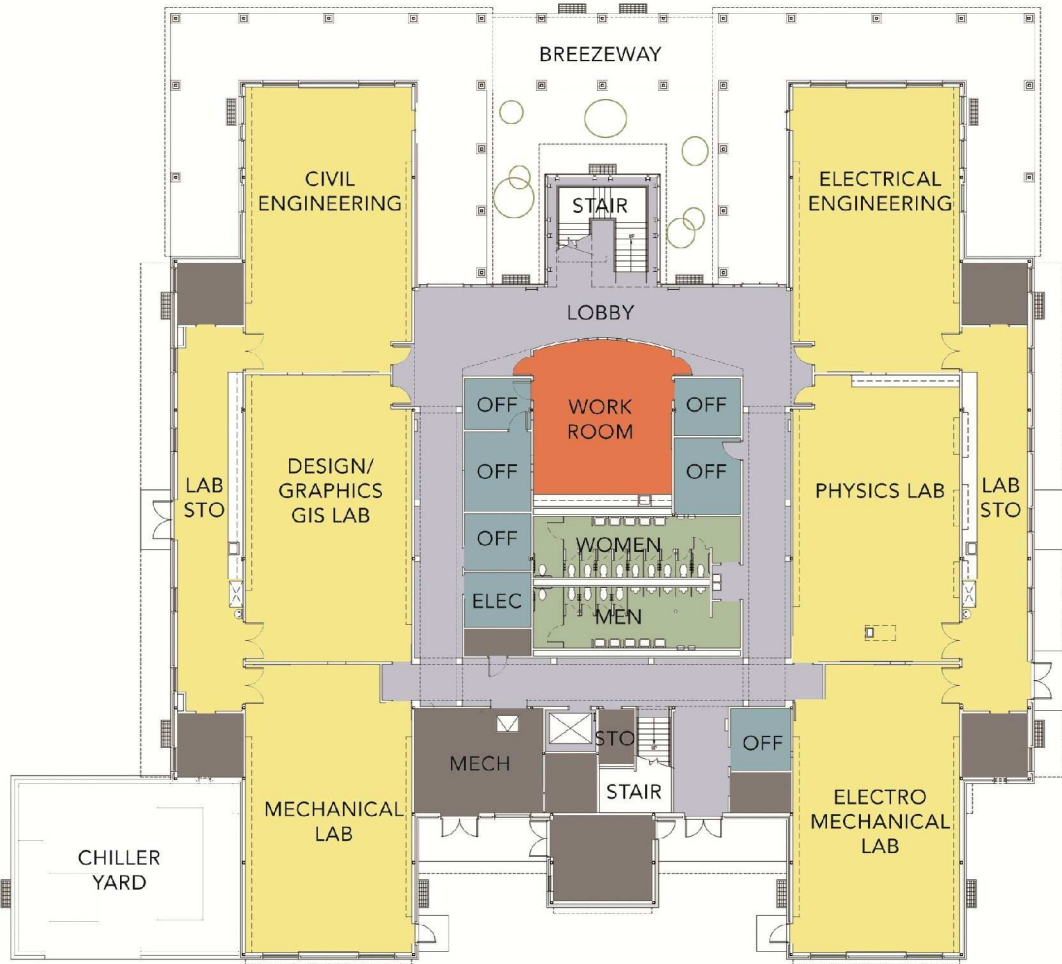 BREEZEWAY
CIVIL
ENGINEERING
STAIR
ELECTRICAL
ENGINEERING
LOBBY
OFF
WORK
ROOM
OFF
OFF
OFF
DESIGN/
GRAPHICS
GIS LAB
LAB
STO
PHYSICS LAB
LAB
STO
OFF
WOMEN
ELEC
MEN
STO
OFF
MECH
STAIR
MECHANICAL
LAB
ELECTRO
MECHANICAL
LAB
CHILLER
YARD